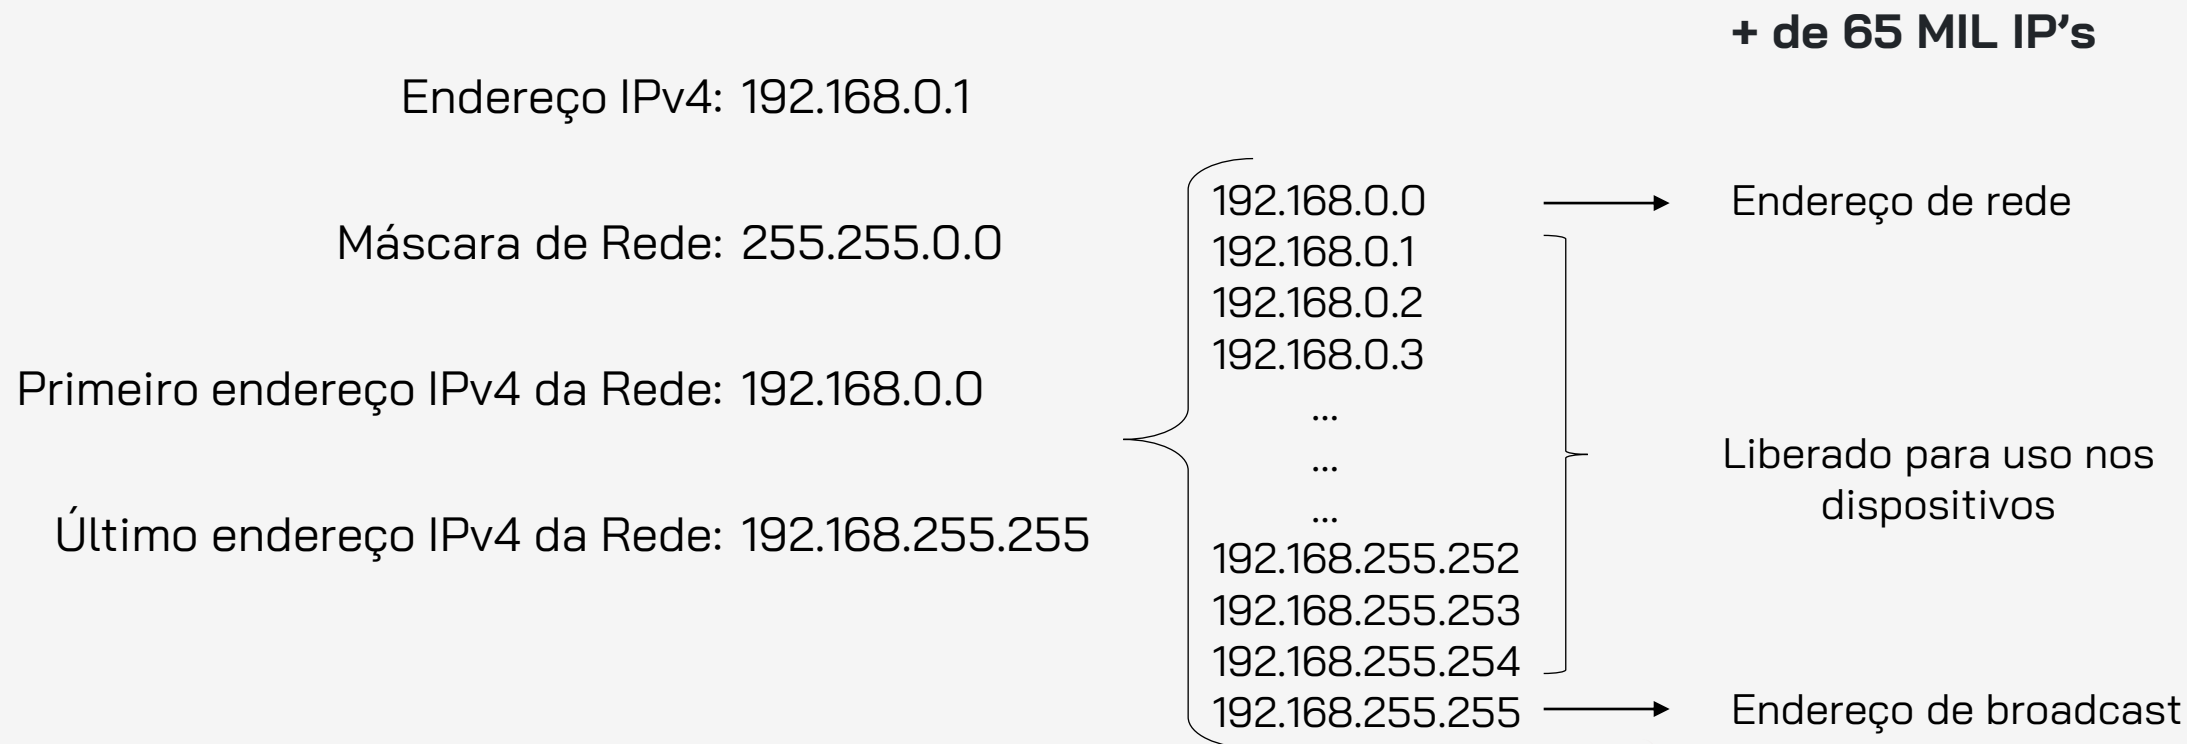 + de 65 MIL IP's
Endereço IPv4: 192.168.0.1
Máscara de Rede: 255.255.0.0
Primeiro endereço IPv4 da Rede: 192.168.0.0
Último endereço IPv4 da Rede: 192.168.255.255
192.168.0.0
192.168.0.1
192.168.0.2
192.168.0.3
...
...
...
192.168.255.252
192.168.255.253
192.168.255.254
192.168.255.255
Endereço de rede
Liberado para uso nos
dispositivos
Endereço de broadcast